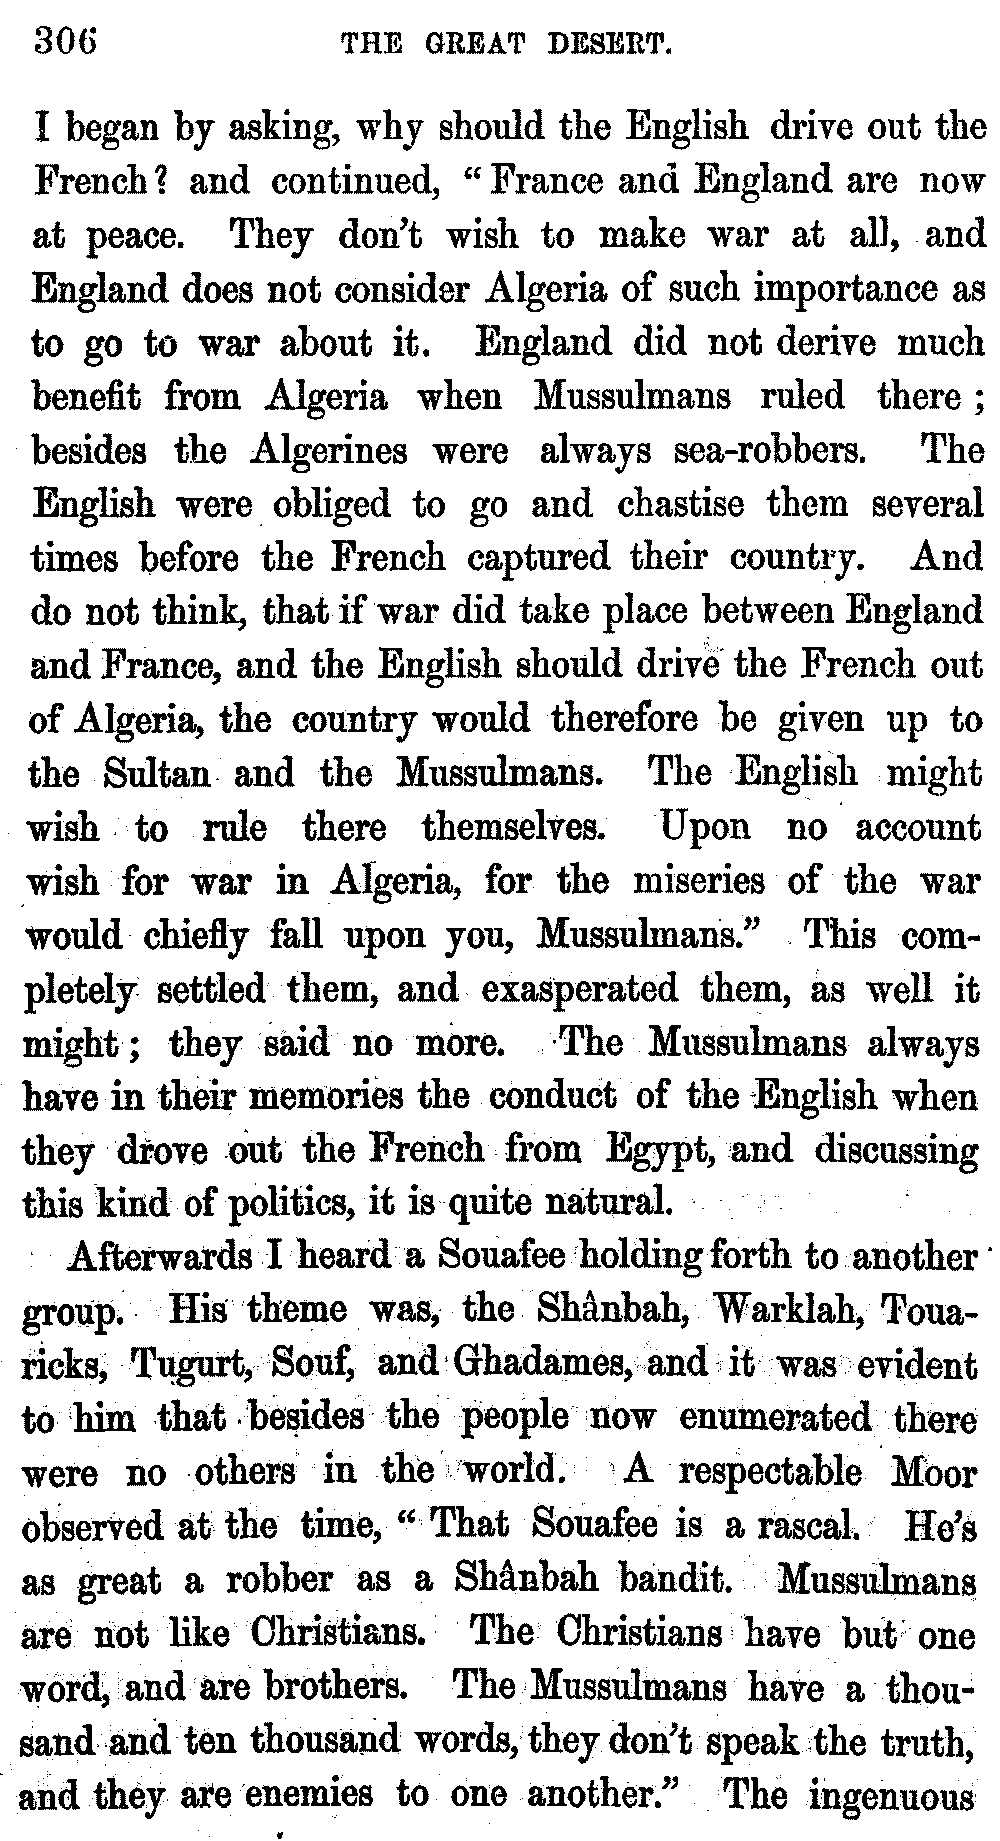 306 THE GREAT DESERT.
I began by asking, why should the English drive out the
French? and continued, “France and England are now
at peace. They don't wish to make war at all, and
England does not consider Algeria of such importance as
to go to war about it. England did not derive much
benefit from Algeria when Mussulmans ruled there;
besides the Algerines were always sea-robbers. The
English were obliged to go and chastise them several
times before the French captured their country. And
do not think, that if war did take place between England
and France, and the English should drive the French out
of Algeria, the country would therefore be given up to
the Sultan and the Mussulmans. The English might
wish to rule there themselves. Upon no account
wish for war in Algeria, for the miseries of the war
would chiefly fall upon you, Mussulmans.” This com-
pletely settled them, and exasperated them, as well it
might; they said no more. The Mussulmans always
have in their memories the conduct of the English when
they drove out the French from Egypt, and discussing
this kind of politics, it is quite natural.
Afterwards I heard a Souafee holding forth to another
group. His theme was, the Shânbah, Warklah, Toua-
ricks, Tugurt, Souf, and Ghadames, and it was evident
to him that besides the people now enumerated there
were no others in the world. A respectable Moor
observed at the time, “That Souafee is a rascal. He's
as great a robber as a Shânbah bandit. Mussulmans
are not like Christians. The Christians have but one
word, and are brothers. The Mussulmans have a thou-
sand and ten thousand words, they don't speak the truth,
and they are enemies to one another.” The ingenuous